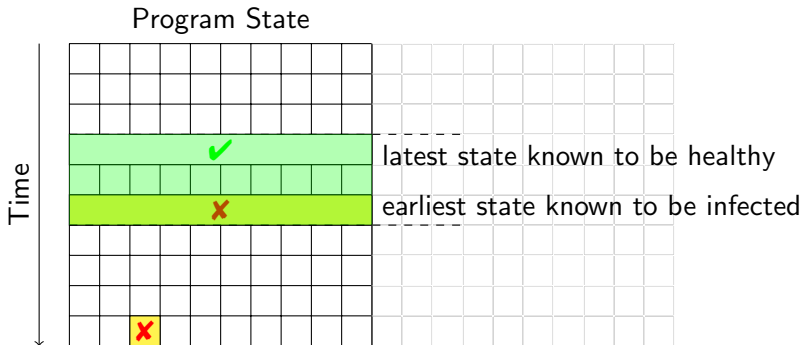 Program State
✔
latest state known to be healthy
Time
✘
earliest state known to be infected
✘